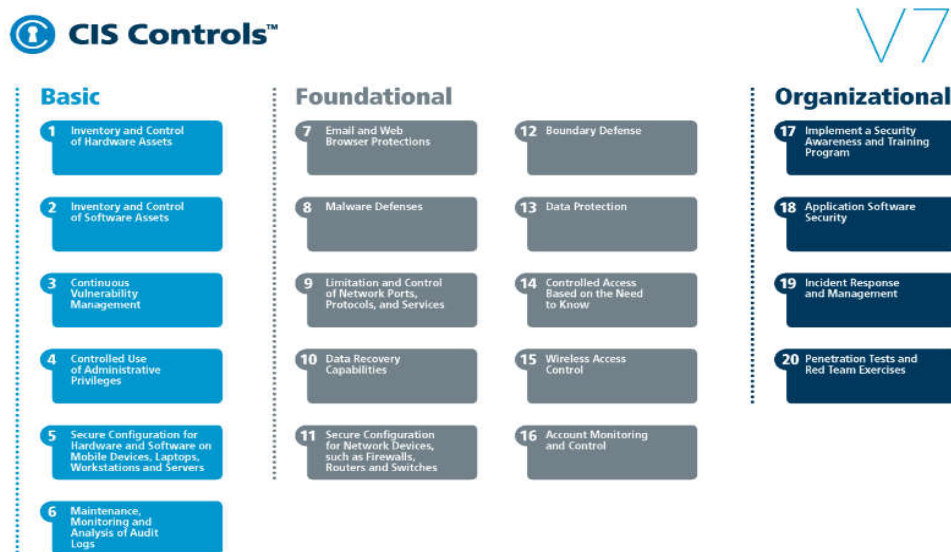 CIS Controls™
V7
Basic
1 Inventory and Control
of Hardware Assets
2 Inventory and Control
of Software Assets
3 Continuous
Vulnerability
Management
4 Controlled Use
of Administrative
Privileges
5 Secure Configuration for
Hardware and Software on
Mobile Devices, Laptops,
Workstations and Servers
6 Maintenance,
Monitoring and
Analysis of Audit
Logs
Foundational
7 Email and Web
Browser Protections
8 Malware Defenses
9 Limitation and Control
of Network Ports,
Protocols, and Services
10 Data Recovery
Capabilities
11 Secure Configuration
for Network Devices,
such as Firewalls,
Routers and Switches
12 Boundary Defense
13 Data Protection
14 Controlled Access
Based on the Need
to Know
15 Wireless Access
Control
16 Account Monitoring
and Control
Organizational
17 Implement a Security
Awareness and Training
Program
18 Application Software
Security
19 Incident Response
and Management
20 Penetration Tests and
Red Team Exercises